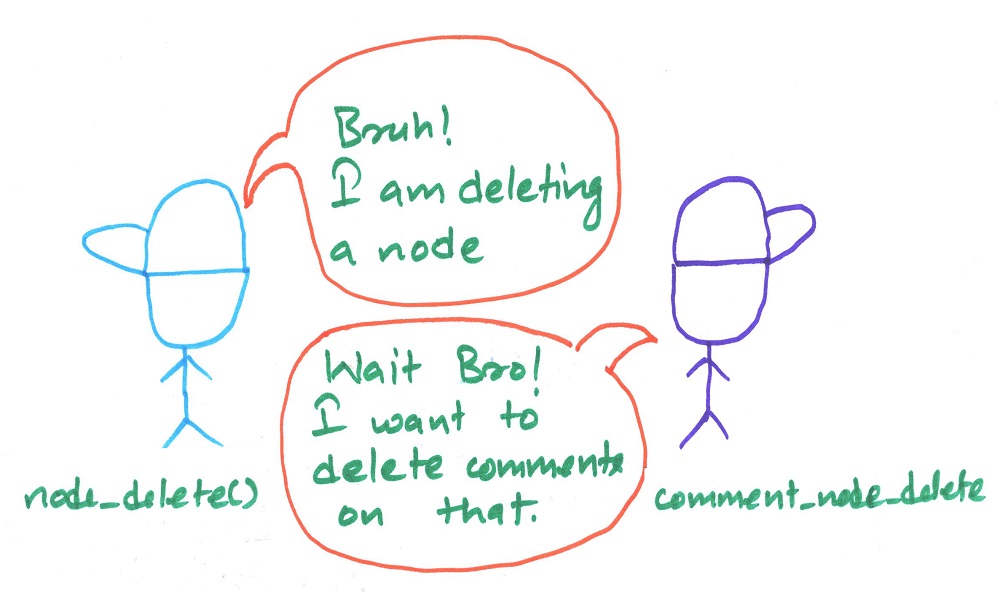 Bruh!
I am deleting
a node
Wait Bro!
I want to
delete comments
on that.
node_delete()
comment_node_delete